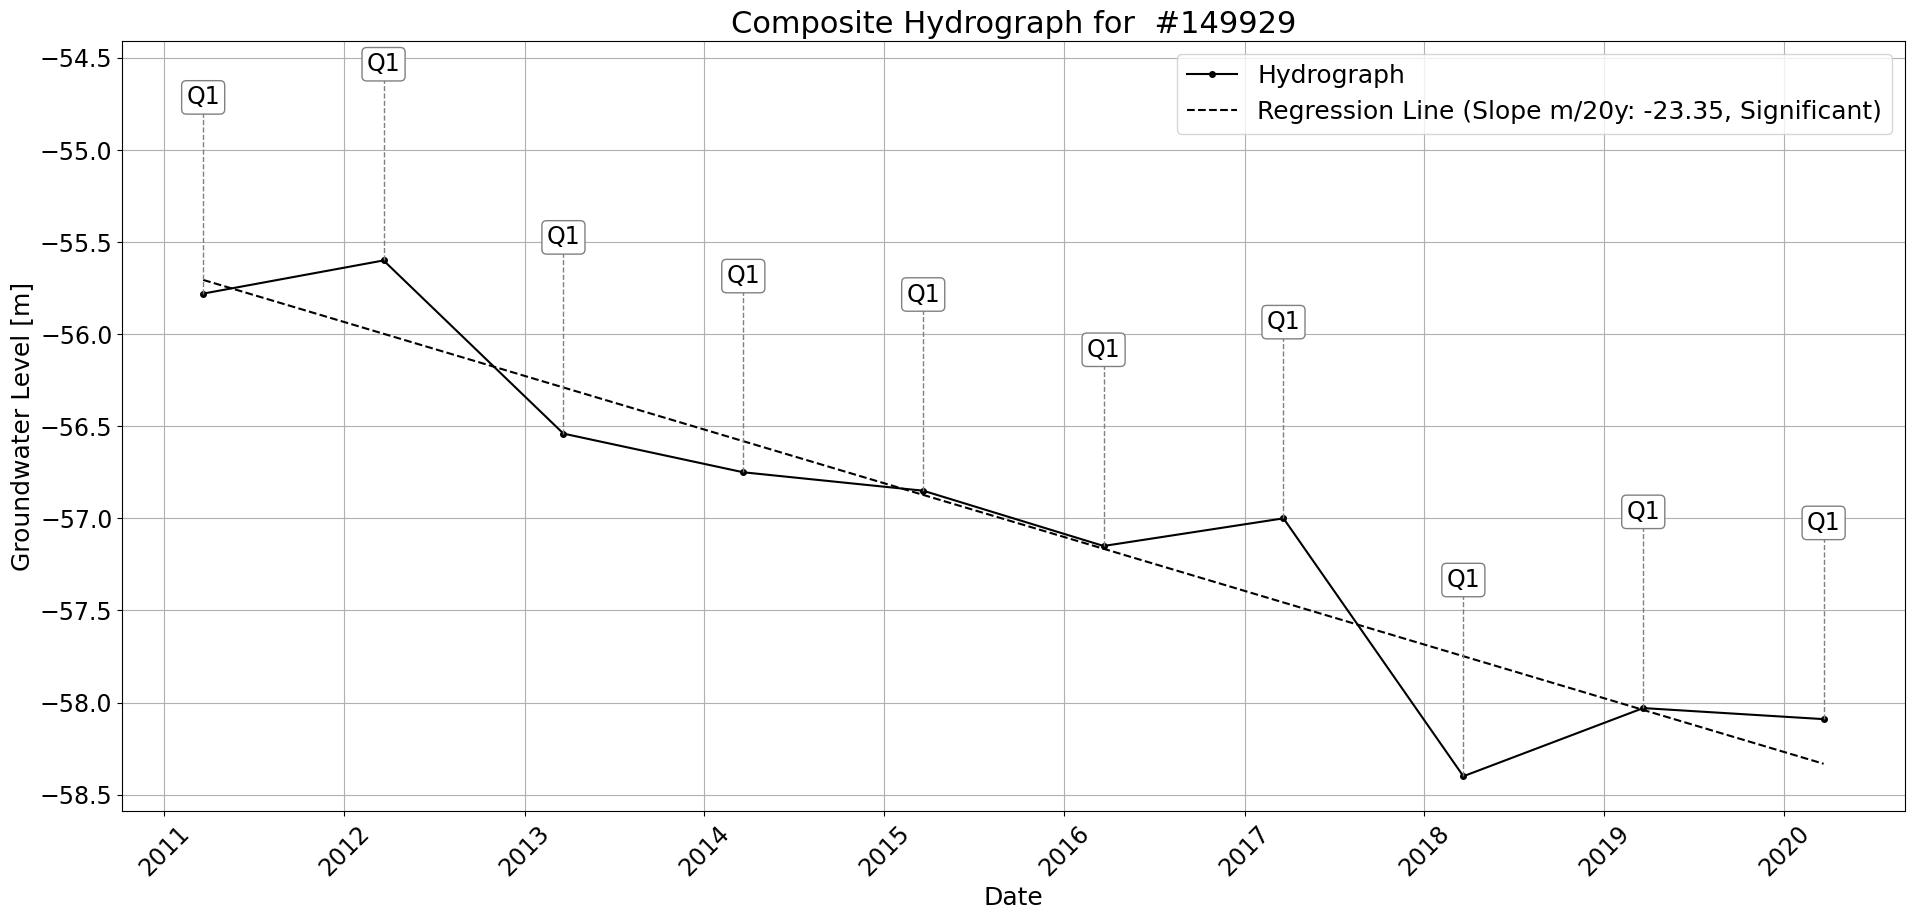 Composite Hydrograph for  #149929
Hydrograph
Regression Line (Slope m/20y: -23.35, Significant)
Groundwater Level [m]
−54.5
−55.0
−55.5
−56.0
−56.5
−57.0
−57.5
−58.0
−58.5
Q1
Q1
Q1
Q1
Q1
Q1
Q1
Q1
Q1
Q1
2011
2012
2013
2014
2015
2016
2017
2018
2019
2020
Date